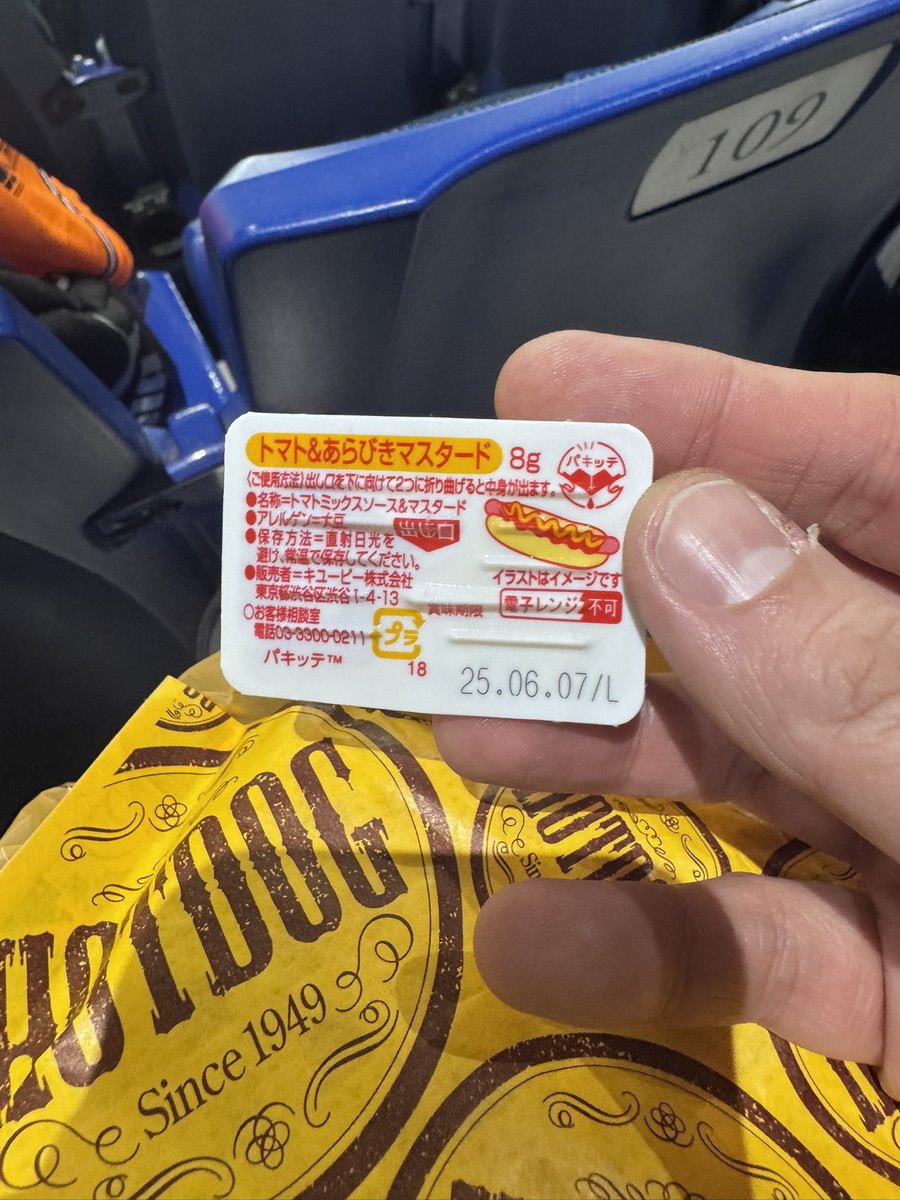 109
トマト&あらびきマスタード 8g
パキッテ
〈ご使用方法〉出し口を下に向けて2つに折り曲げると中身が出ます。
●名称=トマトミックスソース&マスタード
●アレルゲン=大豆
出し口
●保存方法=直射日光を
避け、常温で保存してください。
イラストはイメージです
●販売者=キユーピー株式会社
東京都渋谷区渋谷1-4-13
賞味期限
電子レンジ不可
○お客様相談室
電話03-3300-0211
プラ
パキッテ™
18
25.06.07/L
HOT DOG
Since 1949
HOT
Sin